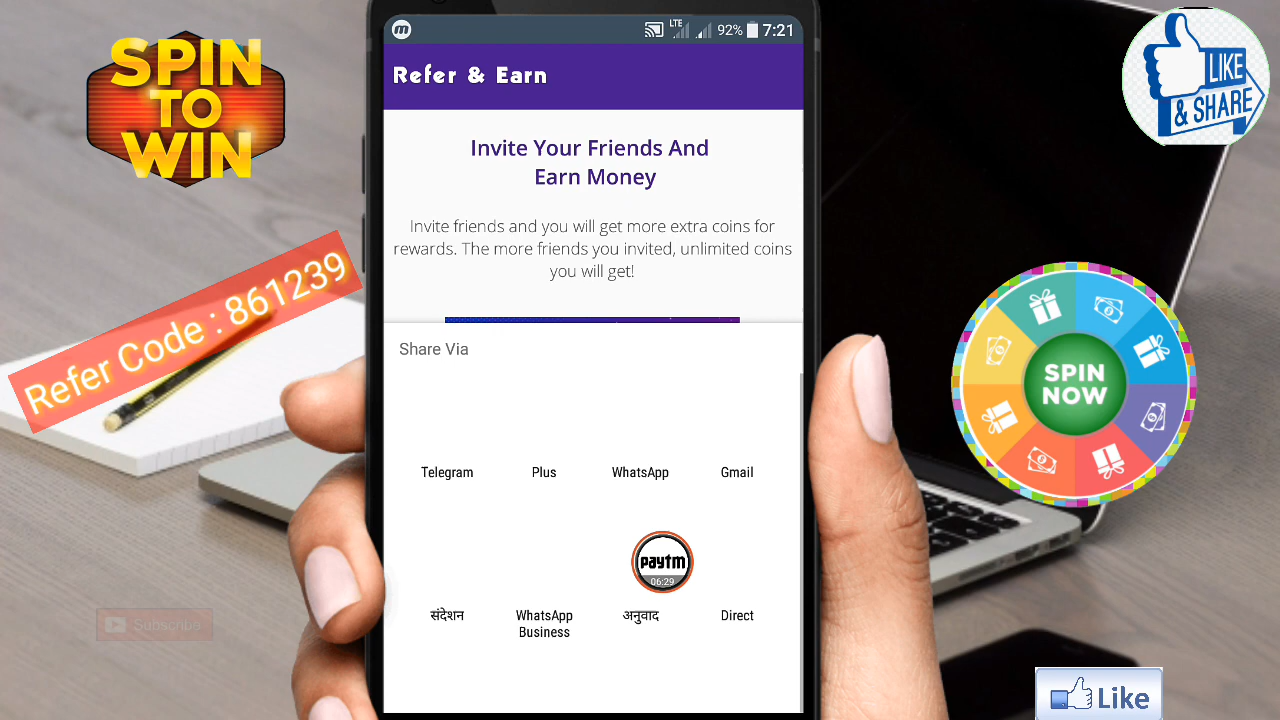 SPIN
TO
WIN
Refer Code : 861239
Subscribe
LTE
92%
7:21
Refer & Earn
Invite Your Friends And
Earn Money
Invite friends and you will get more extra coins for
rewards. The more friends you invited, unlimited coins
you will get!
Share Via
Telegram
Plus
WhatsApp
Gmail
paytm
06:29
संदेशन
WhatsApp
Business
अनुवाद
Direct
LIKE
& SHARE
SPIN
NOW
Like